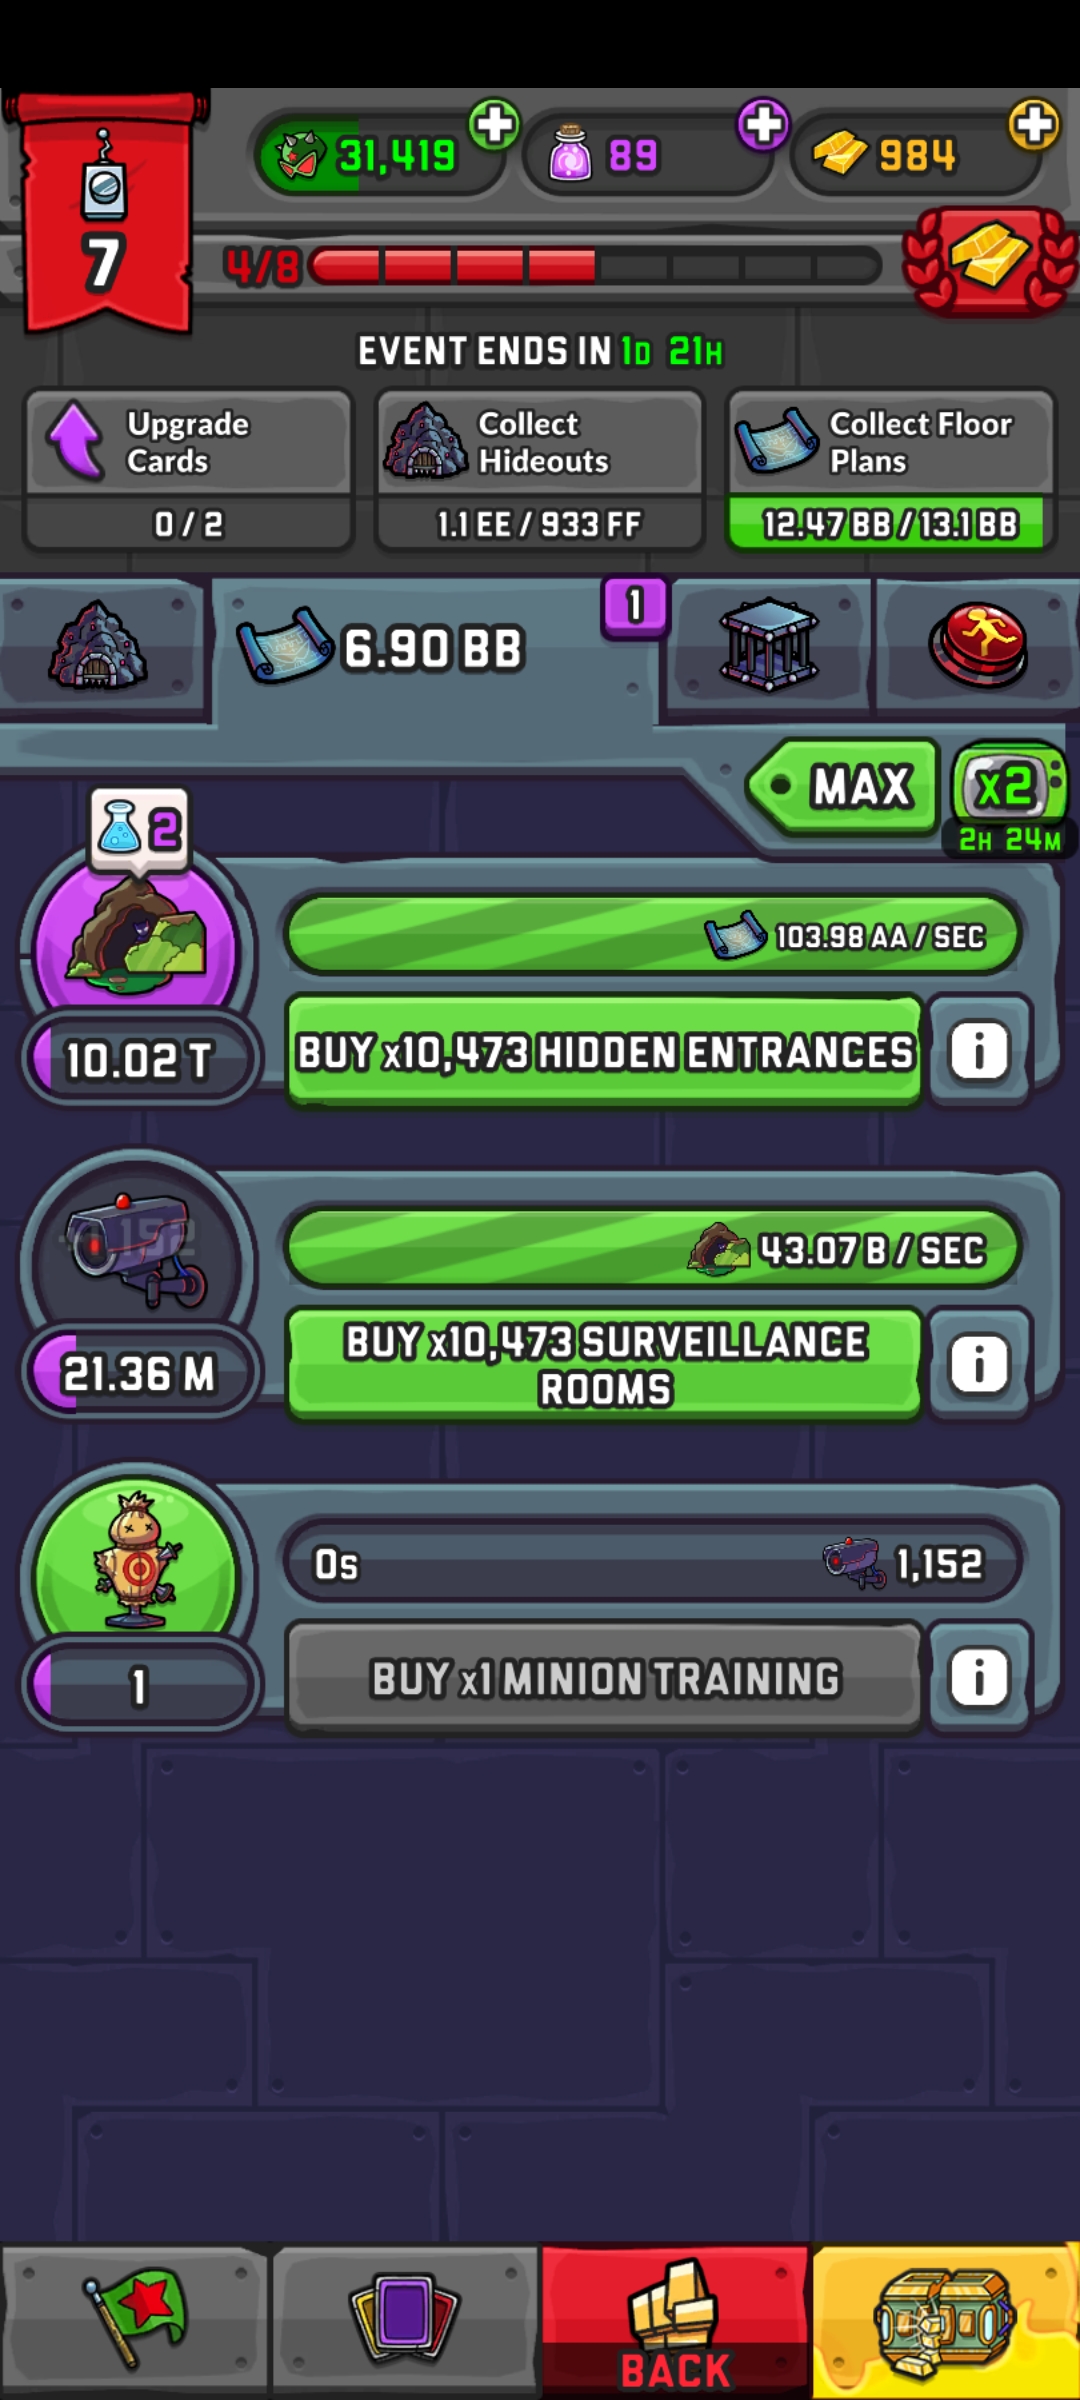 31,419
89
984
7
4/8
EVENT ENDS IN 1D 21H
Upgrade
Cards
0 / 2
Collect
Hideouts
1.1 EE / 933 FF
Collect Floor
Plans
12.47 BB / 13.1 BB
6.90 BB
1
MAX
x2
2H 24M
2
103.98 AA / SEC
10.02 T
BUY x10,473 HIDDEN ENTRANCES
i
+1,152
43.07 B / SEC
21.36 M
BUY x10,473 SURVEILLANCE
ROOMS
i
0s
1,152
1
BUY x1 MINION TRAINING
i
BACK